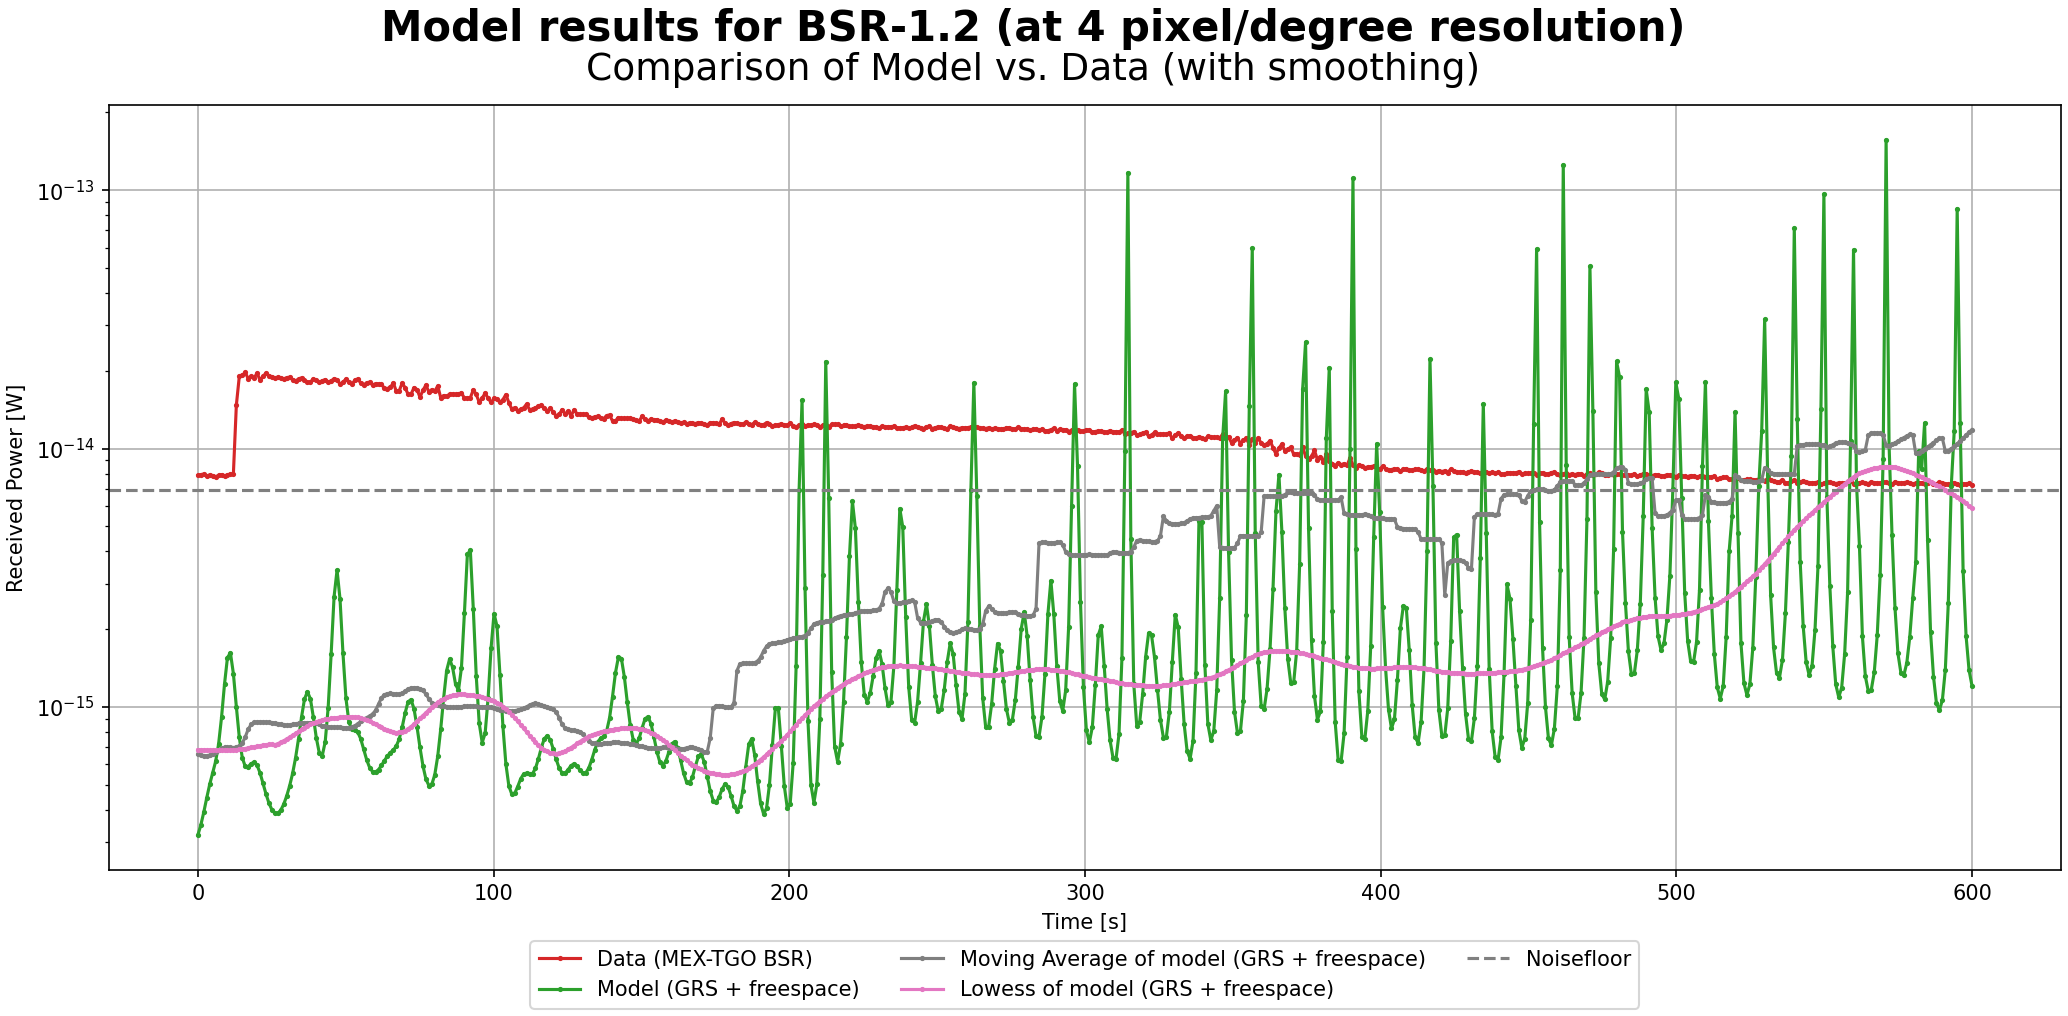 Model results for BSR-1.2 (at 4 pixel/degree resolution)
Comparison of Model vs. Data (with smoothing)
Received Power [W]
10⁻¹³
10⁻¹⁴
10⁻¹⁵
0 100 200 300 400 500 600
Time [s]
Data (MEX-TGO BSR)
Model (GRS + freespace)
Moving Average of model (GRS + freespace)
Lowess of model (GRS + freespace)
Noisefloor